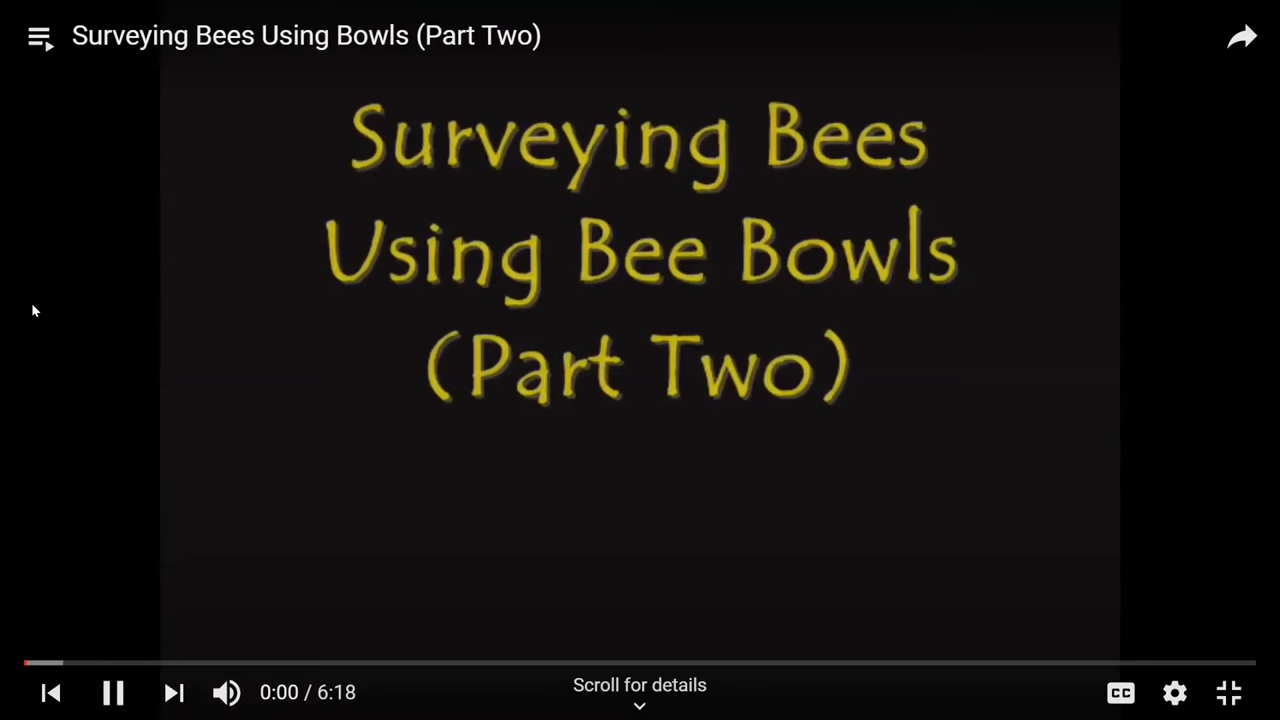 Surveying Bees Using Bowls (Part Two)
Surveying Bees
Using Bee Bowls
(Part Two)
0:00 / 6:18
Scroll for details
CC